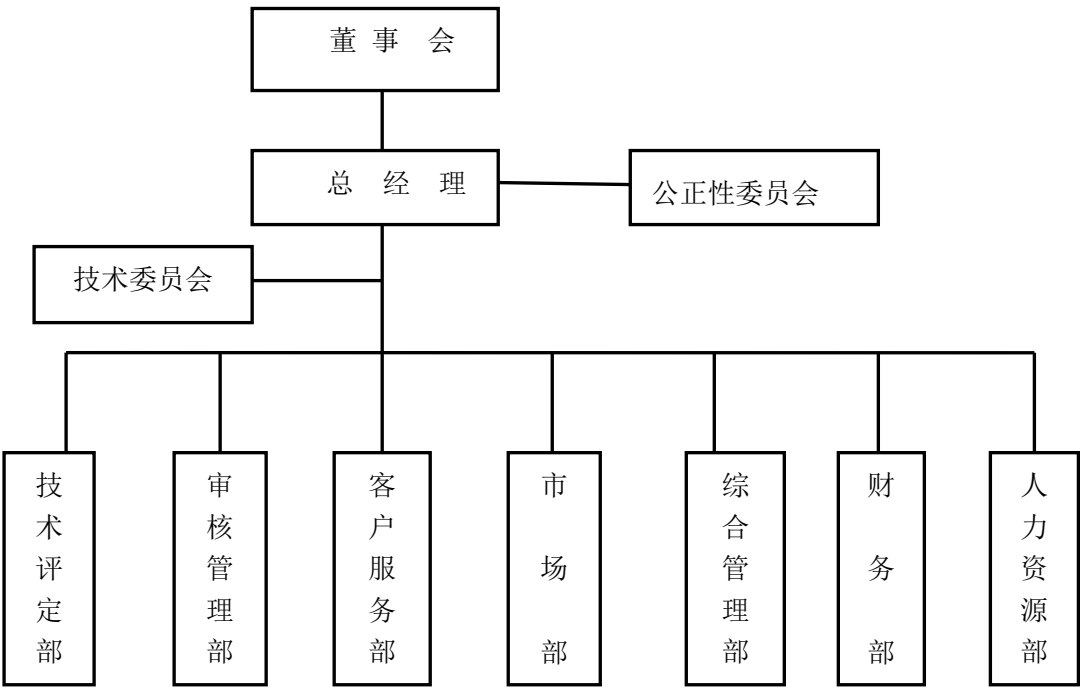 董 事 会
总 经 理
公正性委员会
技术委员会
技术评定部
审核管理部
客户服务部
市场部
综合管理部
财务部
人力资源部